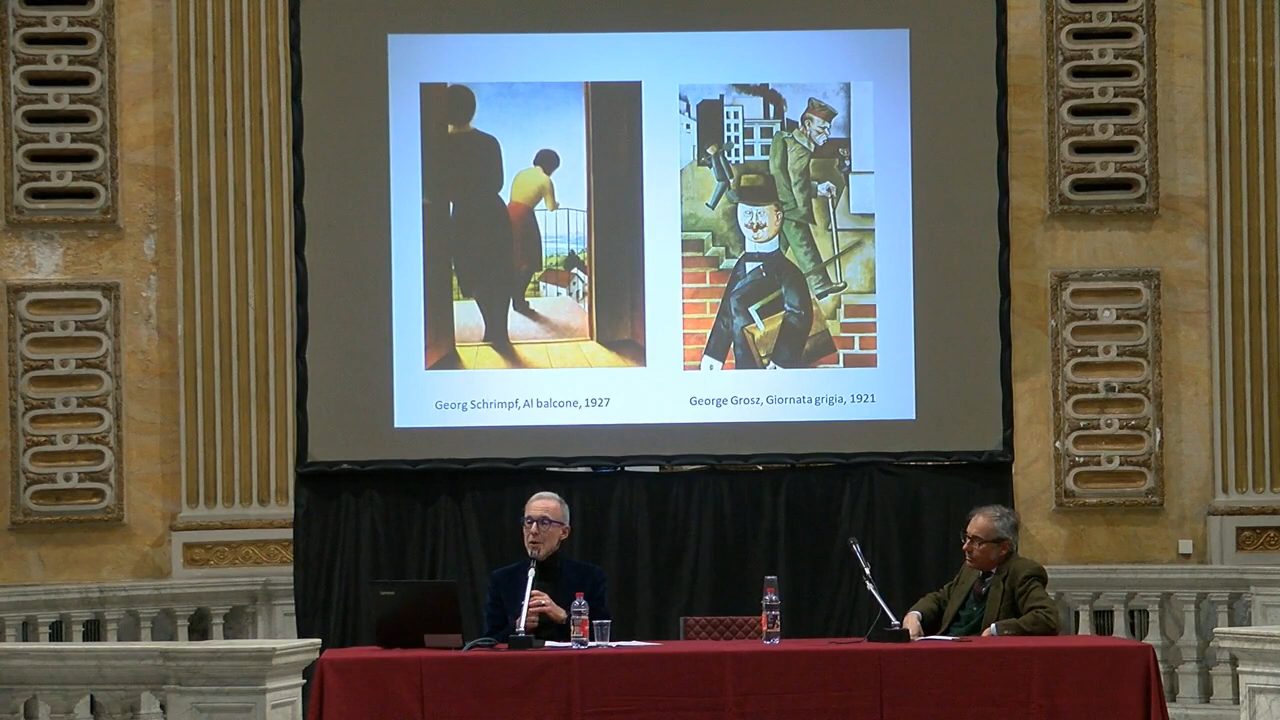 Georg Schrimpf, Al balcone, 1927
George Grosz, Giornata grigia, 1921